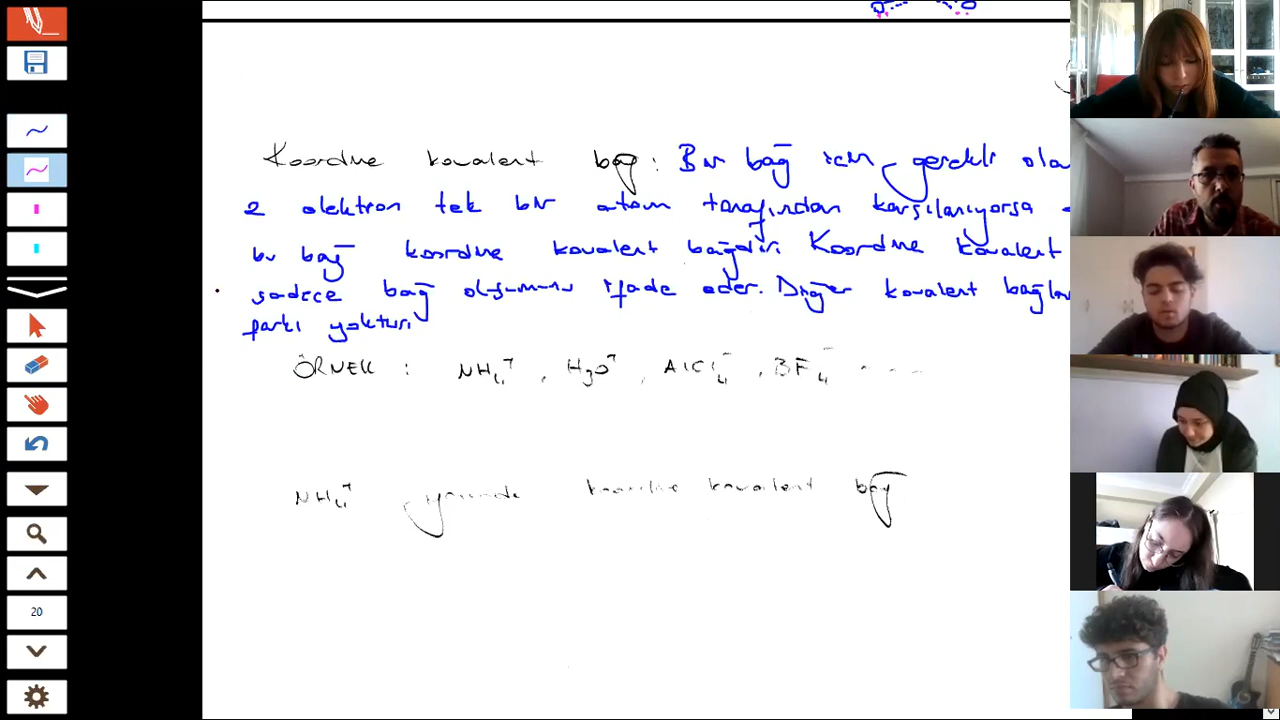 Koordine kovalent bağ : Bir bağ için gerekli olan
2 elektron tek bir atom tarafından karşılanıyorsa
bu bağ koordine kovalent bağdır. Koordine kovalent
sadece bağ oluşumunu ifade eder. Diğer kovalent bağlar
farkı yoktur.
ÖRNEK : NH₄⁺ , H₃O⁺ , AlCl₄⁻ , BF₄⁻ .....
NH₄⁺ koordine kovalent bağ
20